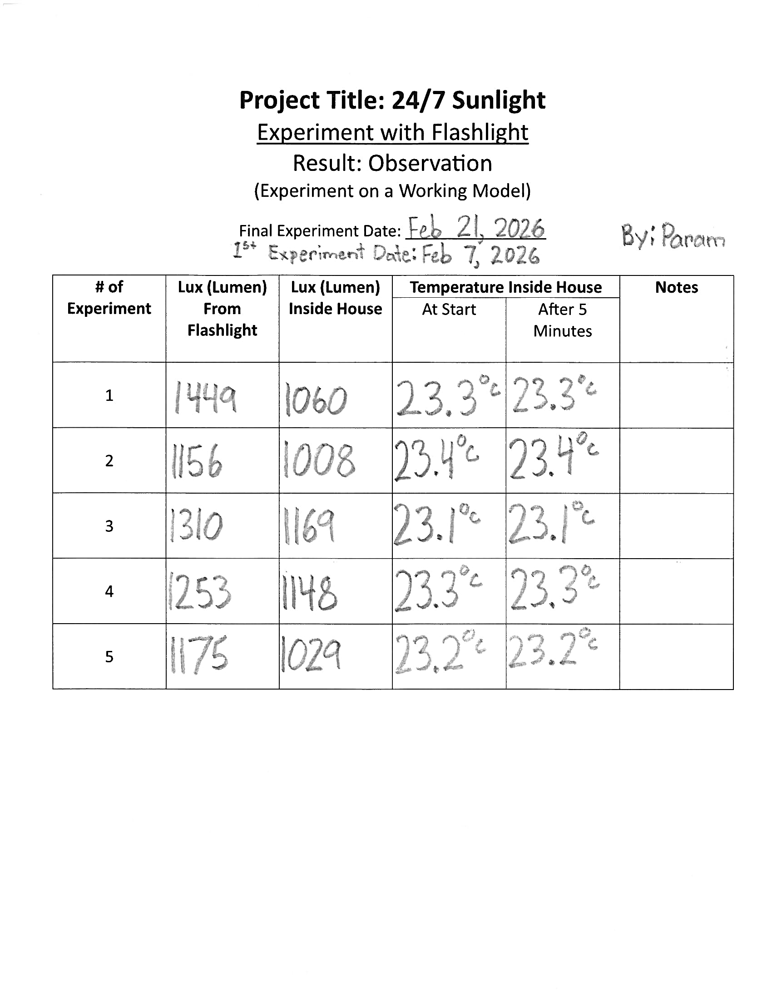 Project Title: 24/7 Sunlight
Experiment with Flashlight
Result: Observation
(Experiment on a Working Model)
Final Experiment Date: Feb 21, 2026
By: Param
1st Experiment Date: Feb 7, 2026
# of Experiment Lux (Lumen) From Flashlight Lux (Lumen) Inside House Temperature Inside House Notes
At Start After 5 Minutes
1 1449 1060 23.3°c 23.3°c
2 1156 1008 23.4°c 23.4°c
3 1310 1169 23.1°c 23.1°c
4 1253 1148 23.3°c 23.3°c
5 1175 1029 23.2°c 23.2°c